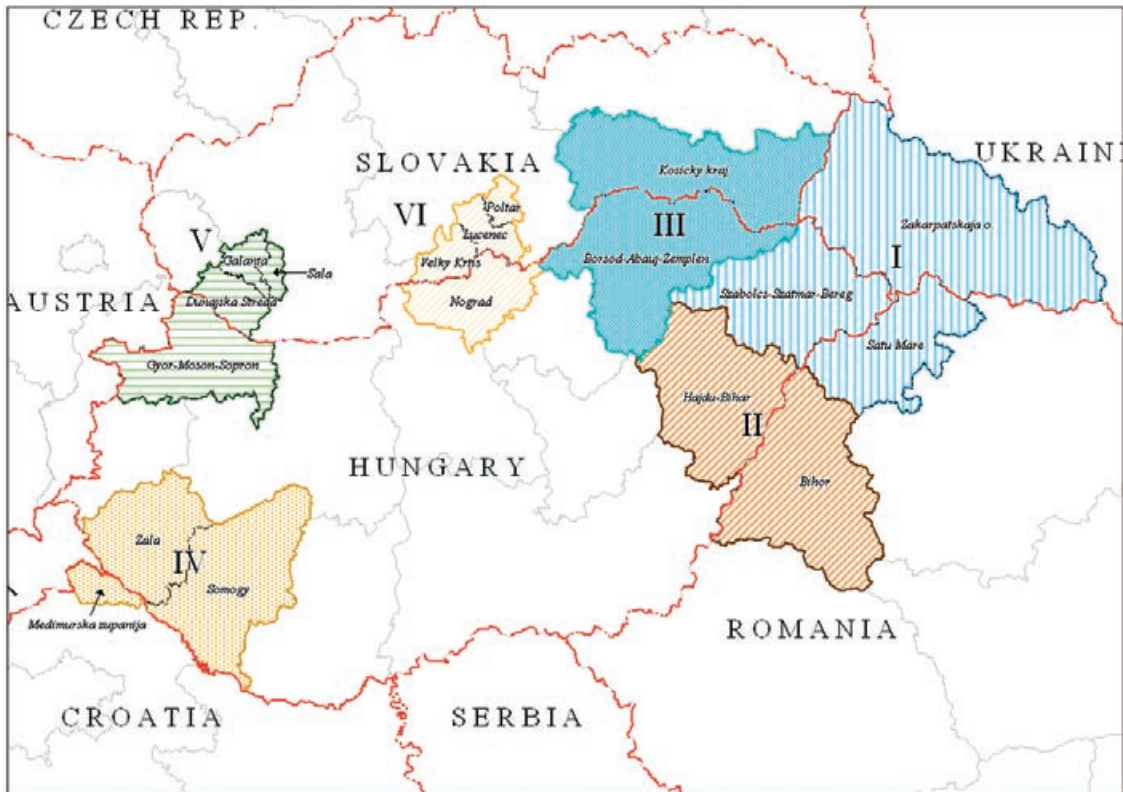 CZECH REP.
SLOVAKIA
UKRAIN
Kosicky kraj
VI
Poltar
III
Zakarpatskaja o.
V
Lucenec
I
Galanta
Sala
Velky Krtis
Borsod-Abauj-Zemplen
AUSTRIA
Dunajska Streda
Nograd
Szabolcs-Szatmar-Bereg
Satu Mare
Gyor-Moson-Sopron
Hajdu-Bihar
II
HUNGARY
Bihor
Zala
IV
Somogy
Medimurska zupanija
ROMANIA
CROATIA
SERBIA